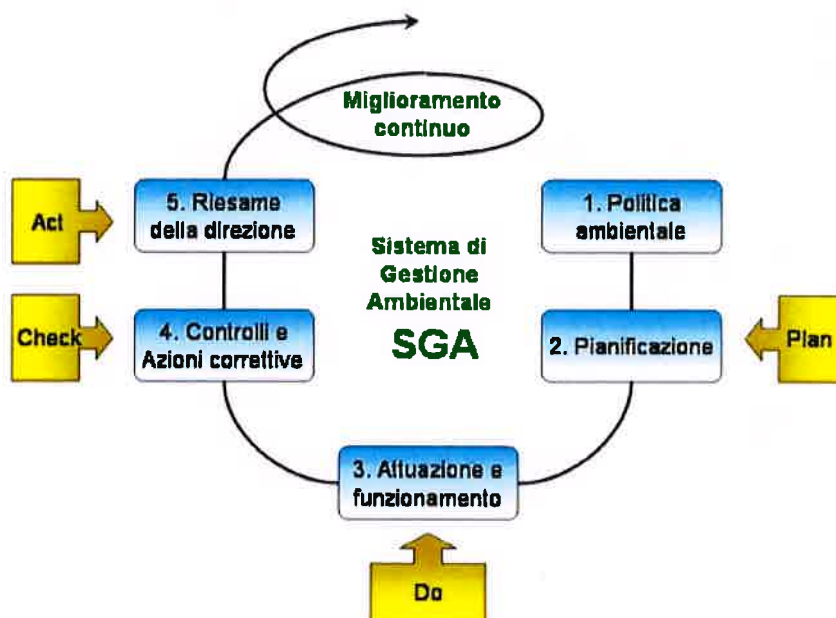 Miglioramento
continuo
Act
5. Riesame
della direzione
1. Politica
ambientale
Sistema di
Gestione
Ambientale
SGA
Check
4. Controlli e
Azioni correttive
2. Pianificazione
Plan
3. Attuazione e
funzionamento
Do